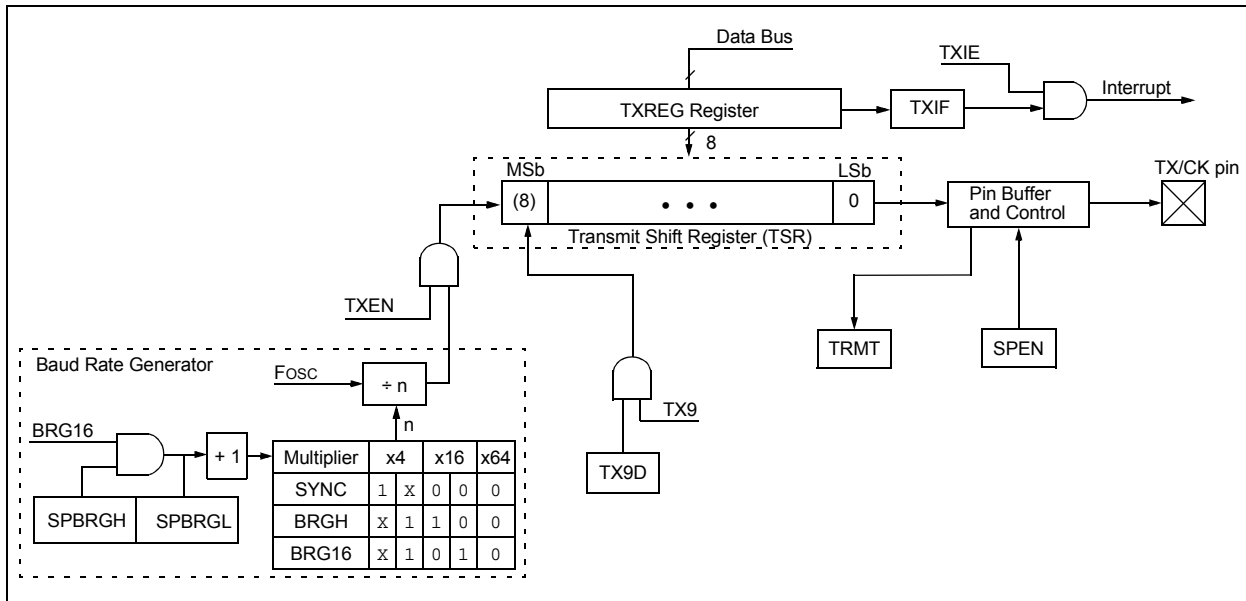 Data Bus
TXIE
Interrupt
TXREG Register
TXIF
8
MSb
LSb
(8)
• • •
0
Transmit Shift Register (TSR)
Pin Buffer
and Control
TX/CK pin
TXEN
TRMT
SPEN
Baud Rate Generator
FOSC
÷ n
n
TX9
TX9D
BRG16
+ 1
SPBRGH SPBRGL
Multiplier x4 x16 x64
SYNC 1 X 0 0 0
BRGH X 1 1 0 0
BRG16 X 1 0 1 0